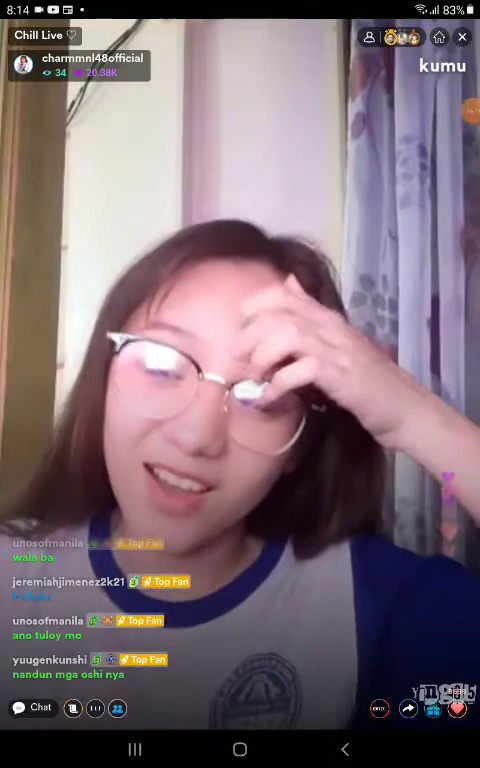 8:14
83%
Chill Live ♡
charmmnl48official
34 20.38K
kumu
unosofmanila Top Fan
wala ba
jeremiahjimenez2k21 Top Fan
unosofmanila Top Fan
ano tuloy mo
yuugenkunshi Top Fan
nandun mga oshi nya
Chat